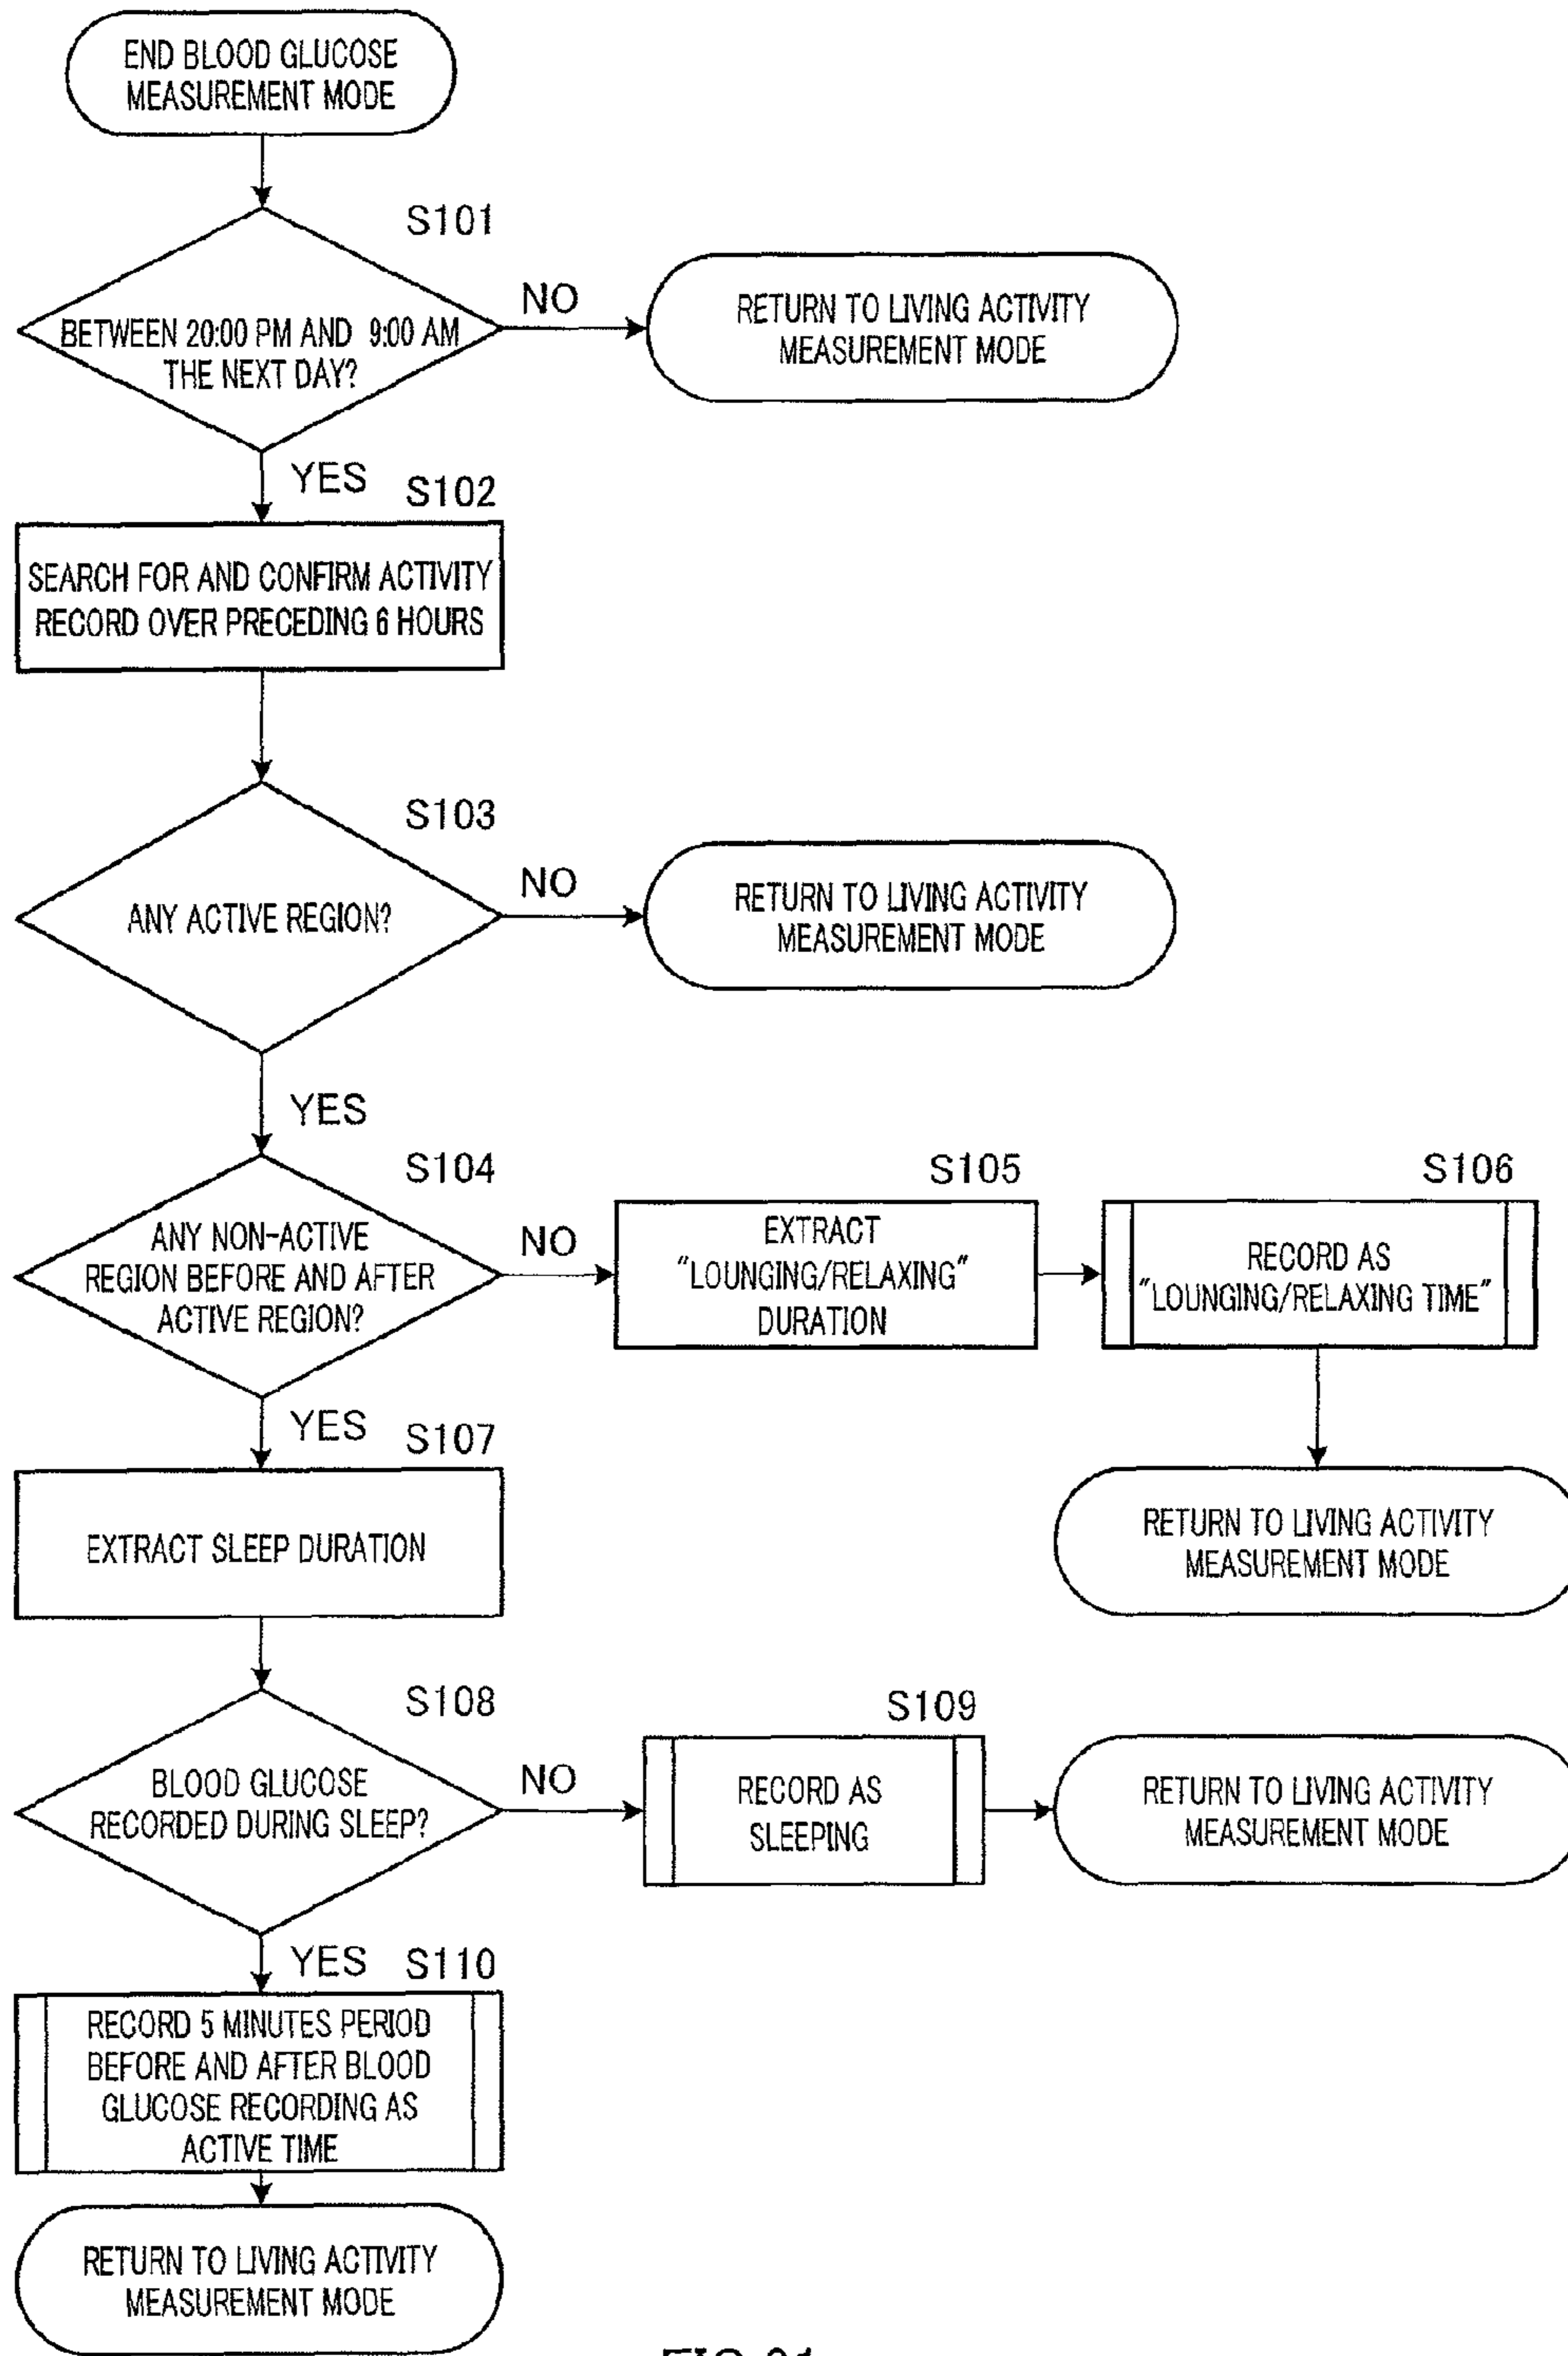 END BLOOD GLUCOSE
MEASUREMENT MODE
S101
BETWEEN 20:00 PM AND 9:00 AM
THE NEXT DAY?
NO
RETURN TO LIVING ACTIVITY
MEASUREMENT MODE
YES
S102
SEARCH FOR AND CONFIRM ACTIVITY
RECORD OVER PRECEDING 6 HOURS
S103
ANY ACTIVE REGION?
NO
RETURN TO LIVING ACTIVITY
MEASUREMENT MODE
YES
S104
ANY NON-ACTIVE
REGION BEFORE AND AFTER
ACTIVE REGION?
NO
S105
EXTRACT
"LOUNGING/RELAXING"
DURATION
S106
RECORD AS
"LOUNGING/RELAXING TIME"
RETURN TO LIVING ACTIVITY
MEASUREMENT MODE
YES
S107
EXTRACT SLEEP DURATION
S108
BLOOD GLUCOSE
RECORDED DURING SLEEP?
NO
S109
RECORD AS
SLEEPING
RETURN TO LIVING ACTIVITY
MEASUREMENT MODE
YES
S110
RECORD 5 MINUTES PERIOD
BEFORE AND AFTER BLOOD
GLUCOSE RECORDING AS
ACTIVE TIME
RETURN TO LIVING ACTIVITY
MEASUREMENT MODE